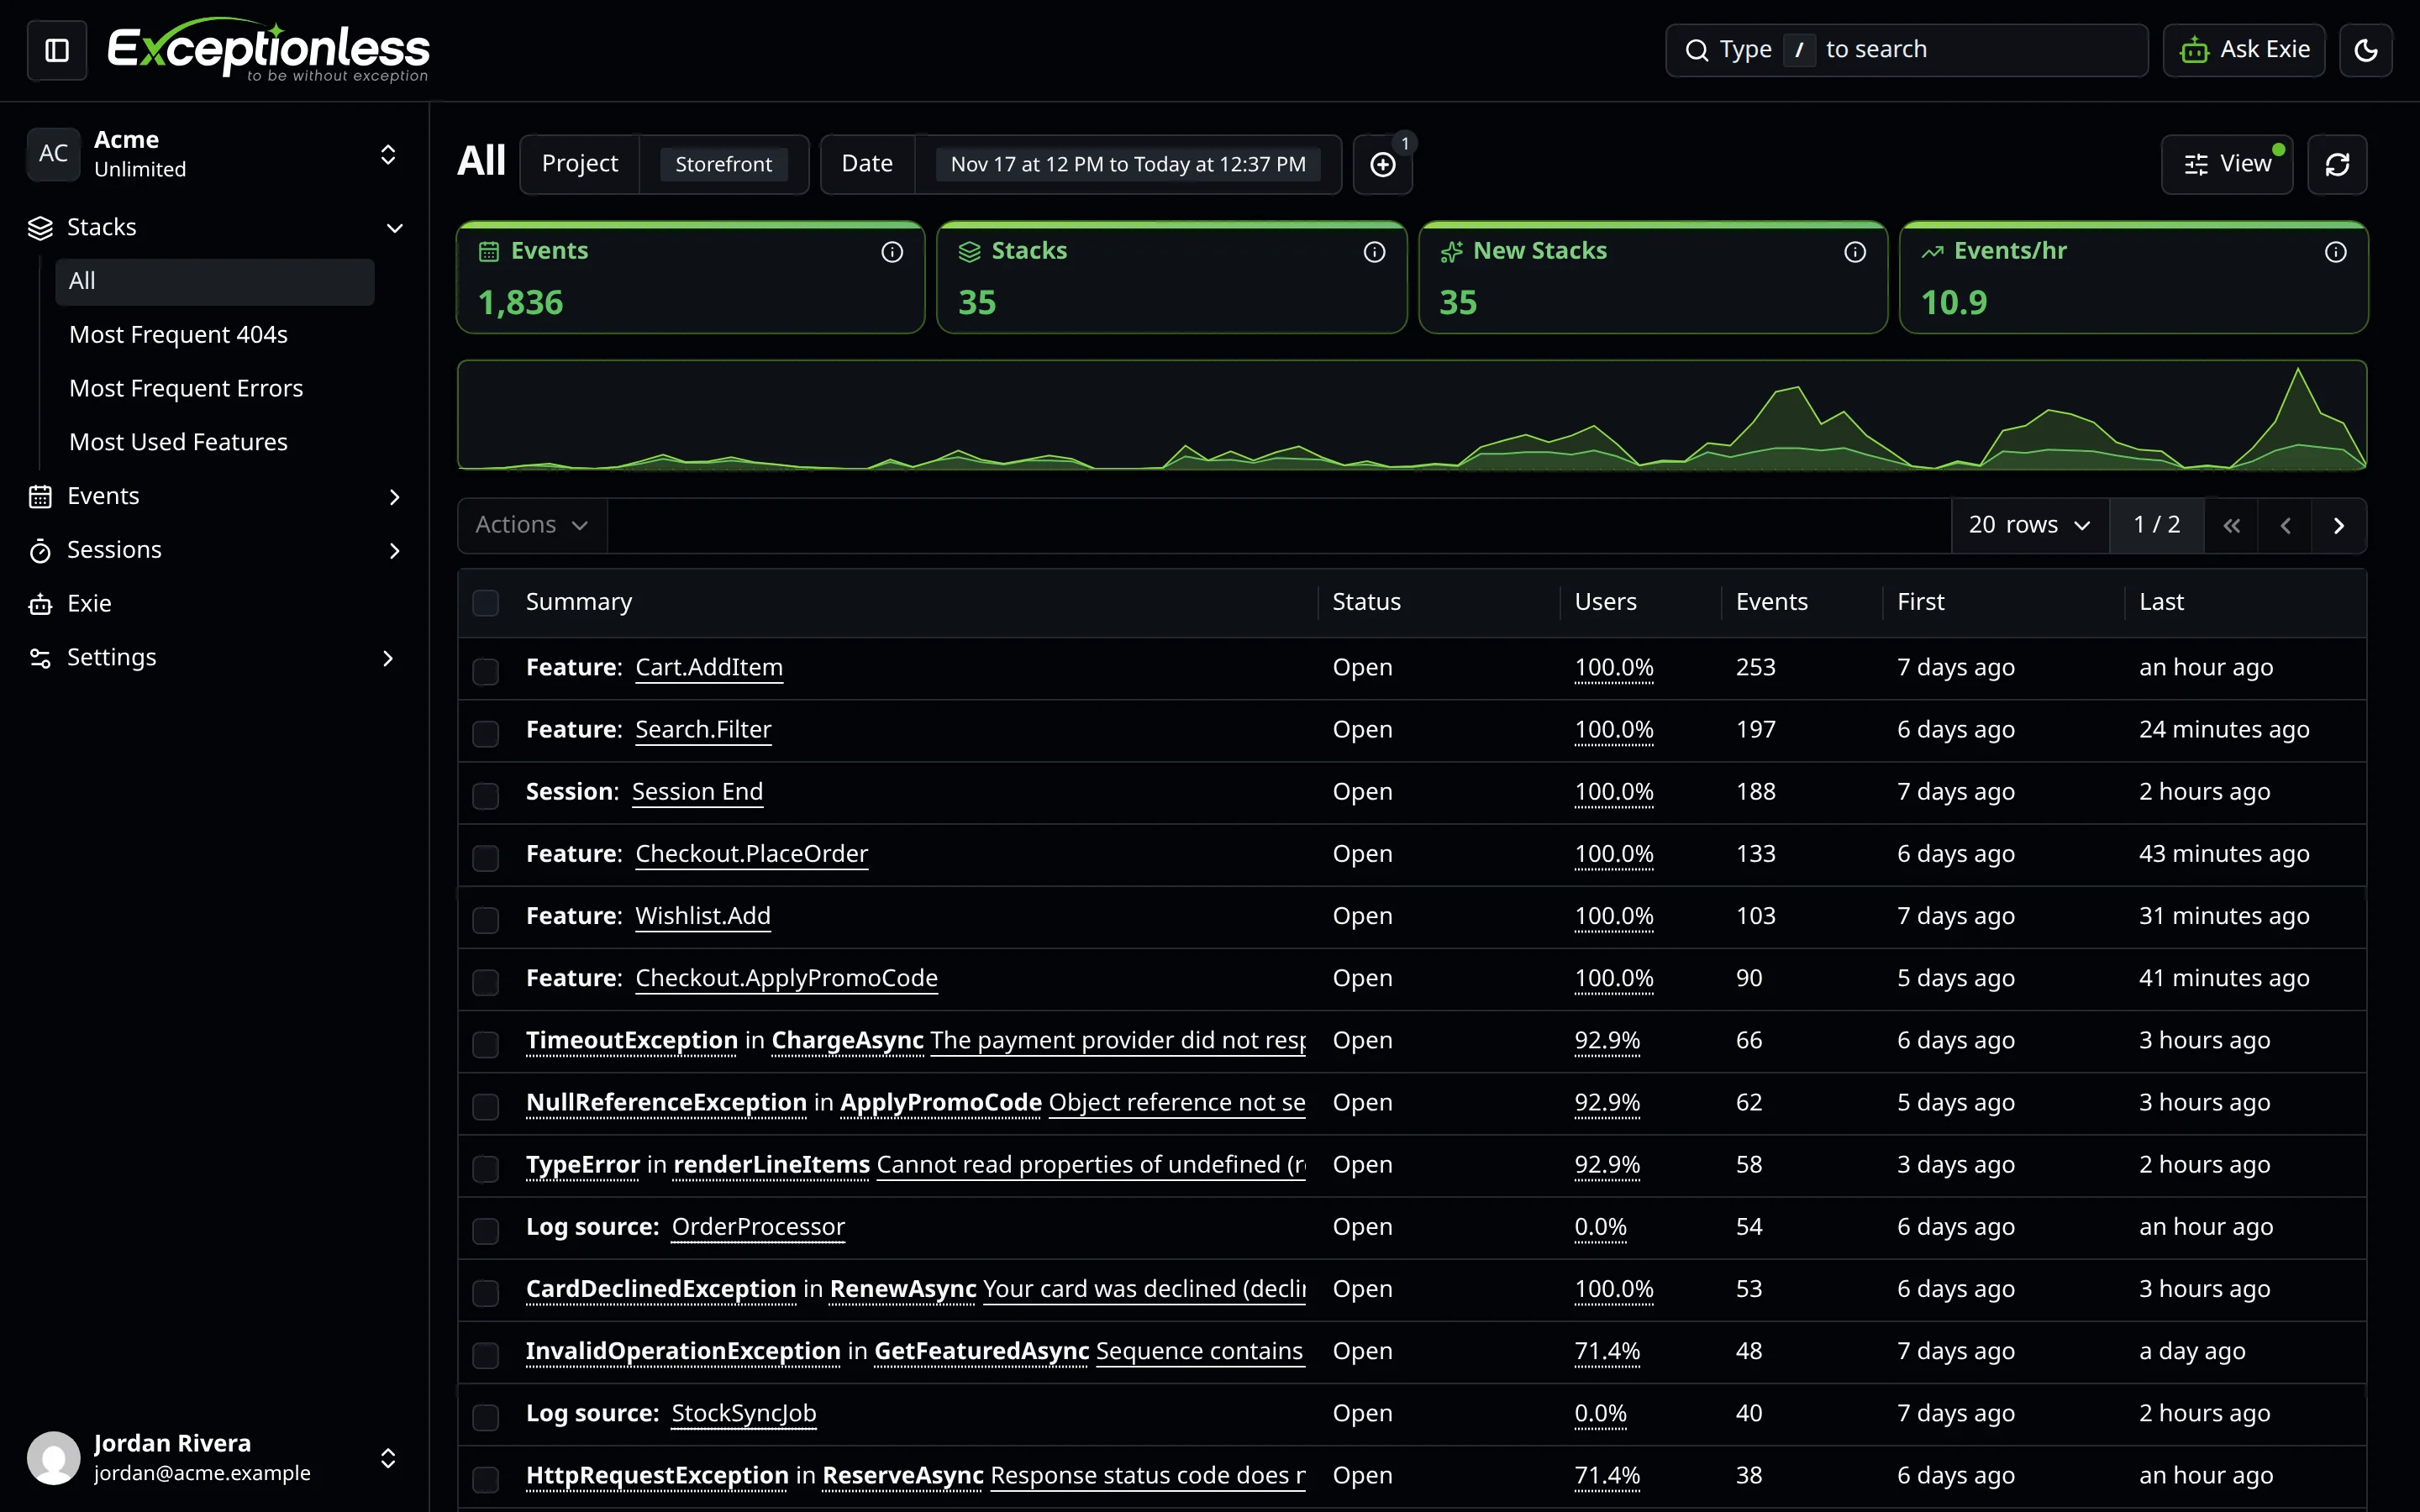 Exceptionless
to be without exception
Type / to search
Ask Exie
AC
Acme
Unlimited
Stacks
All
Most Frequent 404s
Most Frequent Errors
Most Used Features
Events
Sessions
Exie
Settings
Jordan Rivera
jordan@acme.example
All
Project Storefront
Date Nov 17 at 12 PM to Today at 12:37 PM
1
View
Events
1,836
Stacks
35
New Stacks
35
Events/hr
10.9
Actions
20 rows
1 / 2
Summary Status Users Events First Last
Feature: Cart.AddItem Open 100.0% 253 7 days ago an hour ago
Feature: Search.Filter Open 100.0% 197 6 days ago 24 minutes ago
Session: Session End Open 100.0% 188 7 days ago 2 hours ago
Feature: Checkout.PlaceOrder Open 100.0% 133 6 days ago 43 minutes ago
Feature: Wishlist.Add Open 100.0% 103 7 days ago 31 minutes ago
Feature: Checkout.ApplyPromoCode Open 100.0% 90 5 days ago 41 minutes ago
TimeoutException in ChargeAsync The payment provider did not resp Open 92.9% 66 6 days ago 3 hours ago
NullReferenceException in ApplyPromoCode Object reference not se Open 92.9% 62 5 days ago 3 hours ago
TypeError in renderLineItems Cannot read properties of undefined (r Open 92.9% 58 3 days ago 2 hours ago
Log source: OrderProcessor Open 0.0% 54 6 days ago an hour ago
CardDeclinedException in RenewAsync Your card was declined (declin Open 100.0% 53 6 days ago 3 hours ago
InvalidOperationException in GetFeaturedAsync Sequence contains Open 71.4% 48 7 days ago a day ago
Log source: StockSyncJob Open 0.0% 40 7 days ago 2 hours ago
HttpRequestException in ReserveAsync Response status code does Open 71.4% 38 6 days ago an hour ago